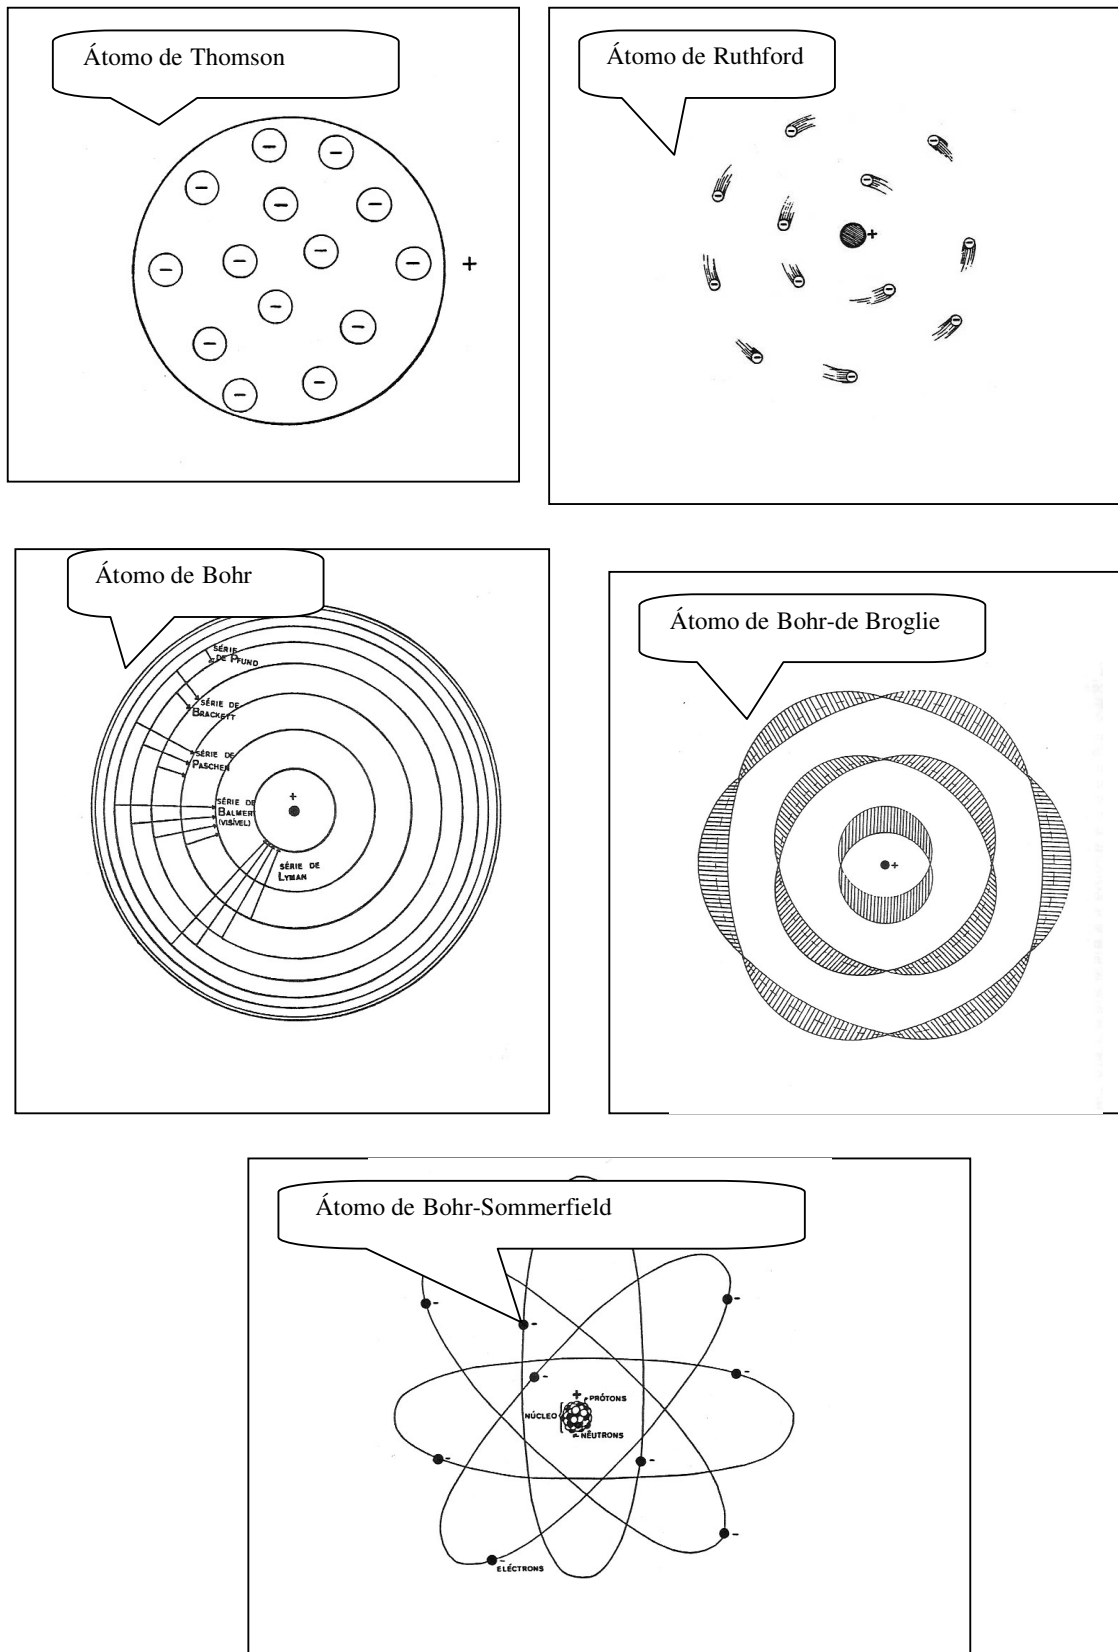 Átomo de Thomson
Átomo de Ruthford
- - - - - - - - - - - - - -
+
- - - - - - - - - - - - -
+
Átomo de Bohr
SÉRIE
DE PFUND
SÉRIE DE
BRACKETT
SÉRIE DE
PASCHEN
SÉRIE DE
BALMER
(VISÍVEL)
+
SÉRIE DE
LYMAN
Átomo de Bohr-de Broglie
+
Átomo de Bohr-Sommerfield
- - - - - - - -
+
PRÓTONS
NÚCLEO
NÊUTRONS
-
ELÉCTRONS